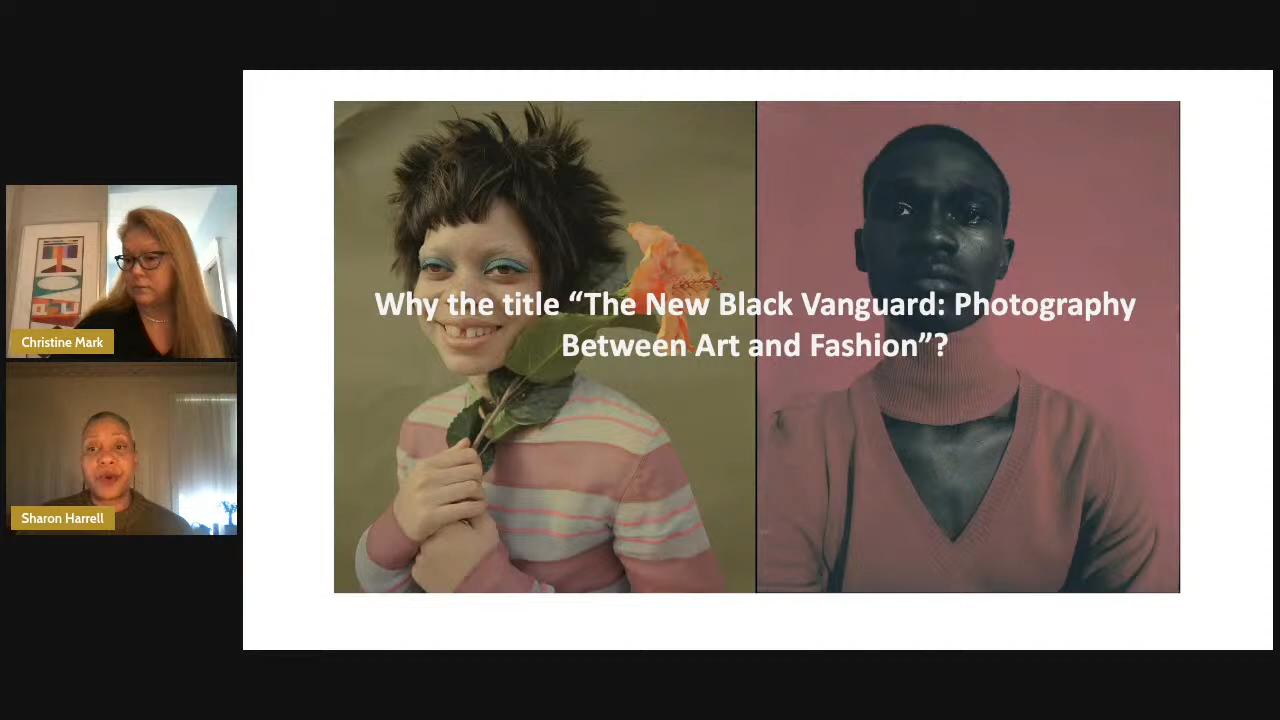 Christine Mark
Sharon Harrell
Why the title “The New Black Vanguard: Photography
Between Art and Fashion”?